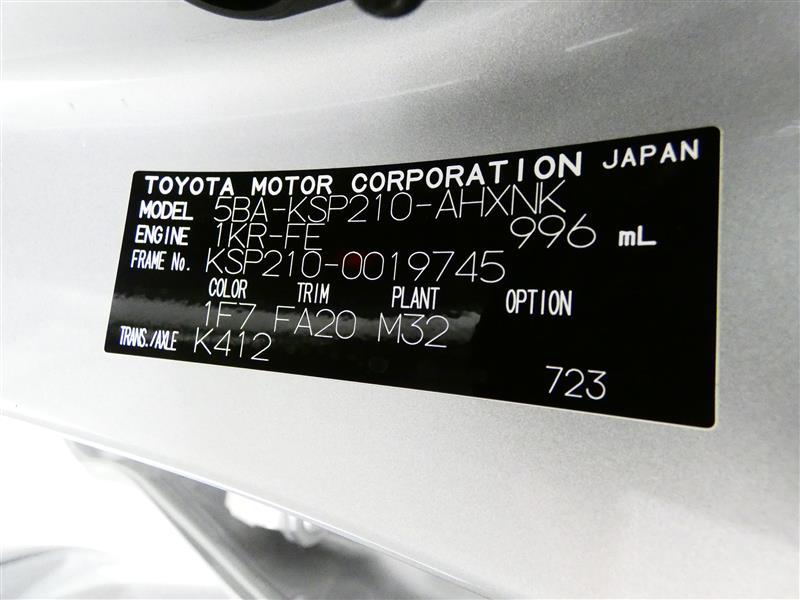 TOYOTA MOTOR CORPORATION JAPAN
MODEL 5BA-KSP210-AHXNK
ENGINE 1KR-FE 996 mL
FRAME No. KSP210-0019745
COLOR TRIM PLANT OPTION
1F7 FA20 M32
TRANS./AXLE K412
723